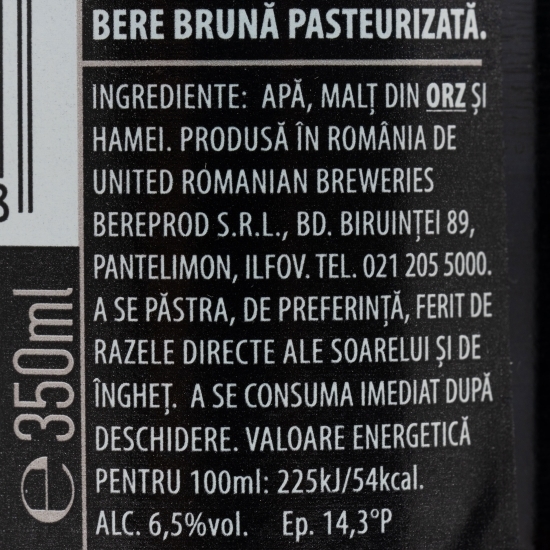 BERE BRUNĂ PASTEURIZATĂ.
INGREDIENTE: APĂ, MALȚ DIN ORZ ȘI
HAMEI. PRODUSĂ ÎN ROMÂNIA DE
UNITED ROMANIAN BREWERIES
BEREPROD S.R.L., BD. BIRUINȚEI 89,
PANTELIMON, ILFOV. TEL. 021 205 5000.
A SE PĂSTRA, DE PREFERINȚĂ, FERIT DE
RAZELE DIRECTE ALE SOARELUI ȘI DE
ÎNGHEȚ. A SE CONSUMA IMEDIAT DUPĂ
DESCHIDERE. VALOARE ENERGETICĂ
PENTRU 100ml: 225kJ/54kcal.
ALC. 6,5%vol. Ep. 14,3°P
8
e 350ml